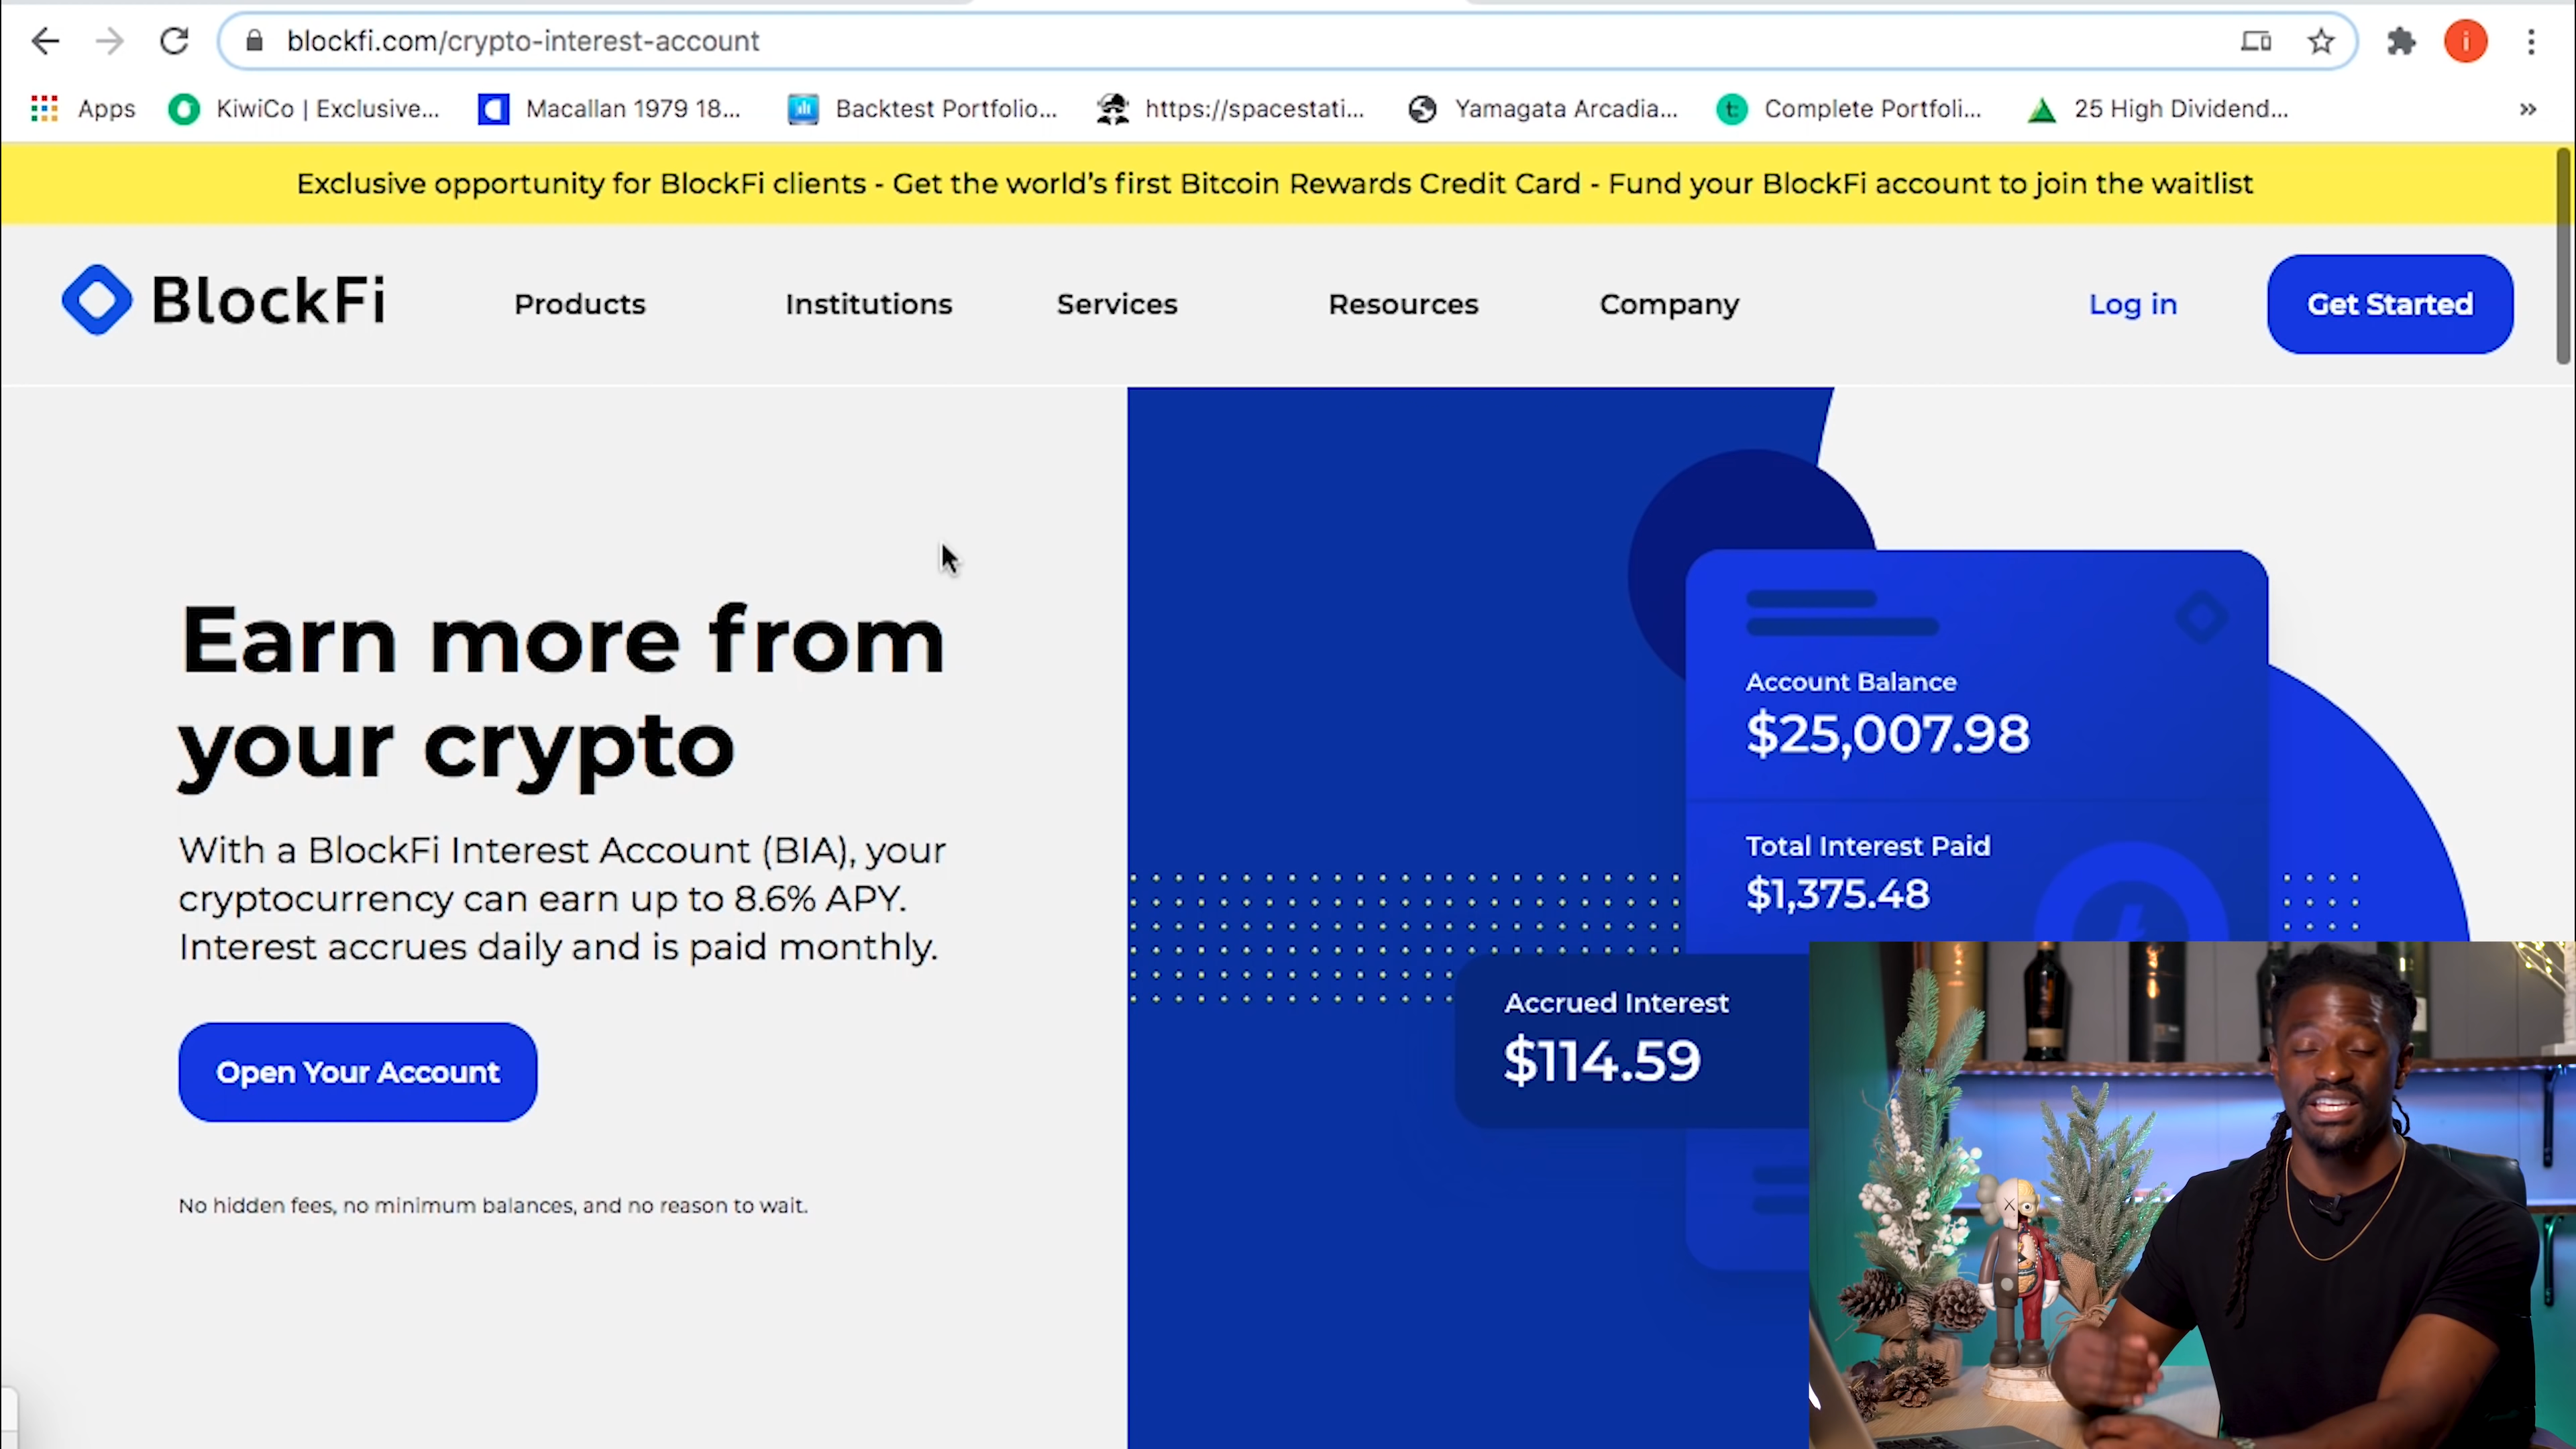 blockfi.com/crypto-interest-account
i
Apps
KiwiCo | Exclusive...
Macallan 1979 18...
Backtest Portfolio...
https://spacestati...
Yamagata Arcadia...
t:
Complete Portfoli...
25 High Dividend...
»
Exclusive opportunity for BlockFi clients - Get the world's first Bitcoin Rewards Credit Card - Fund your BlockFi account to join the waitlist
BlockFi
Products
Institutions
Services
Resources
Company
Log in
Get Started
Earn more from
your crypto
With a BlockFi Interest Account (BIA), your
cryptocurrency can earn up to 8.6% APY.
Interest accrues daily and is paid monthly.
Open Your Account
No hidden fees, no minimum balances, and no reason to wait.
Account Balance
$25,007.98
Total Interest Paid
$1,375.48
Accrued Interest
$114.59